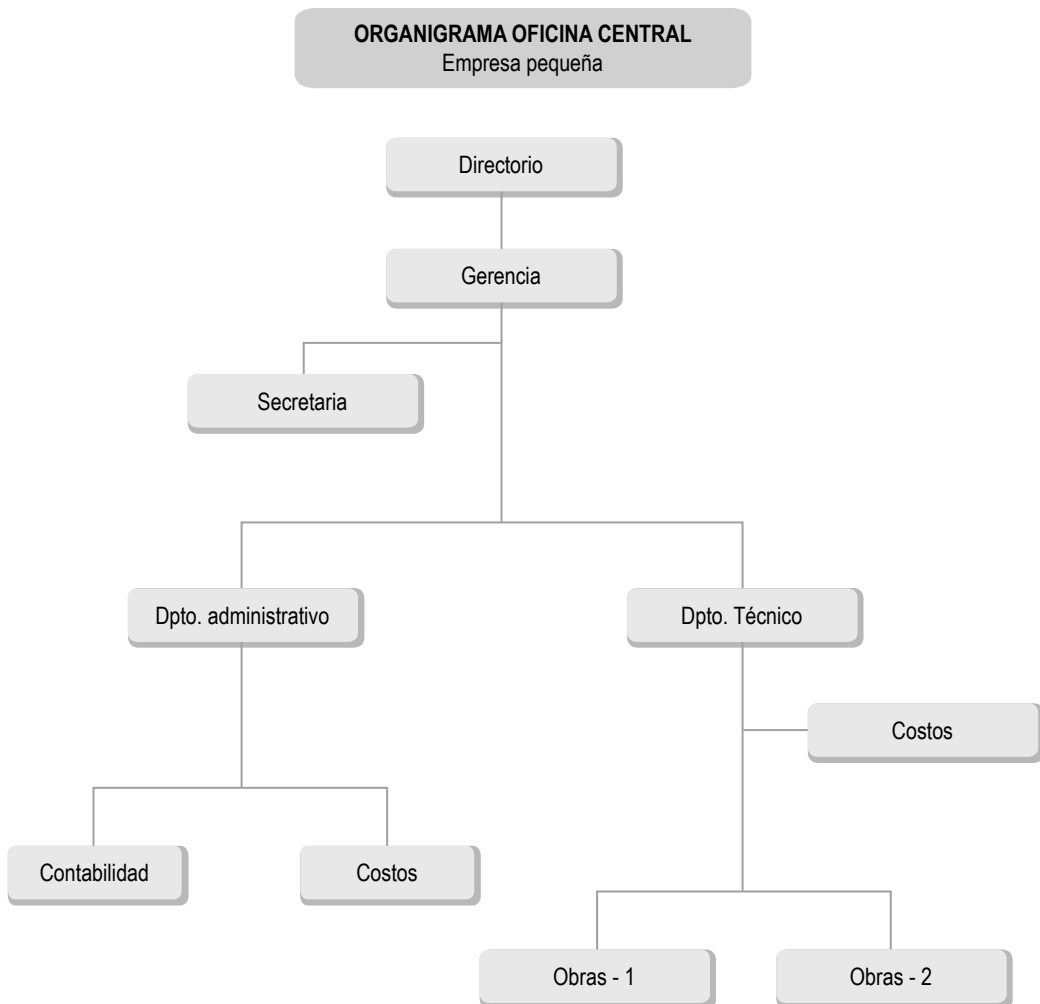 ORGANIGRAMA OFICINA CENTRAL
Empresa pequeña
Directorio
Gerencia
Secretaria
Dpto. administrativo
Dpto. Técnico
Costos
Contabilidad
Costos
Obras - 1
Obras - 2